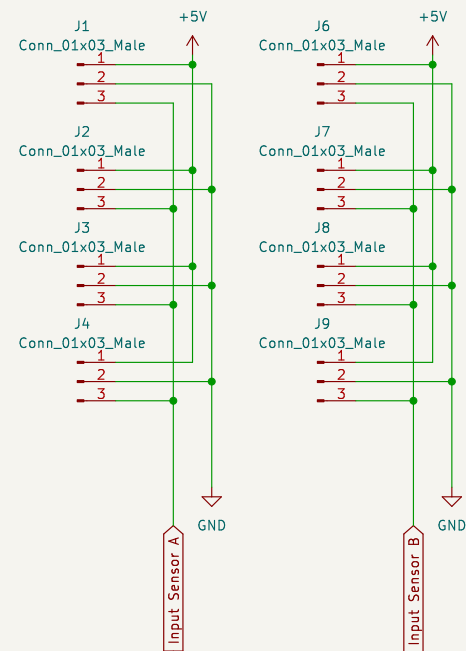 J1
Conn_01x03_Male
+5V
1
2
3
J2
Conn_01x03_Male
1
2
3
J3
Conn_01x03_Male
1
2
3
J4
Conn_01x03_Male
1
2
3
GND
Input Sensor A
J6
Conn_01x03_Male
+5V
1
2
3
J7
Conn_01x03_Male
1
2
3
J8
Conn_01x03_Male
1
2
3
J9
Conn_01x03_Male
1
2
3
GND
Input Sensor B